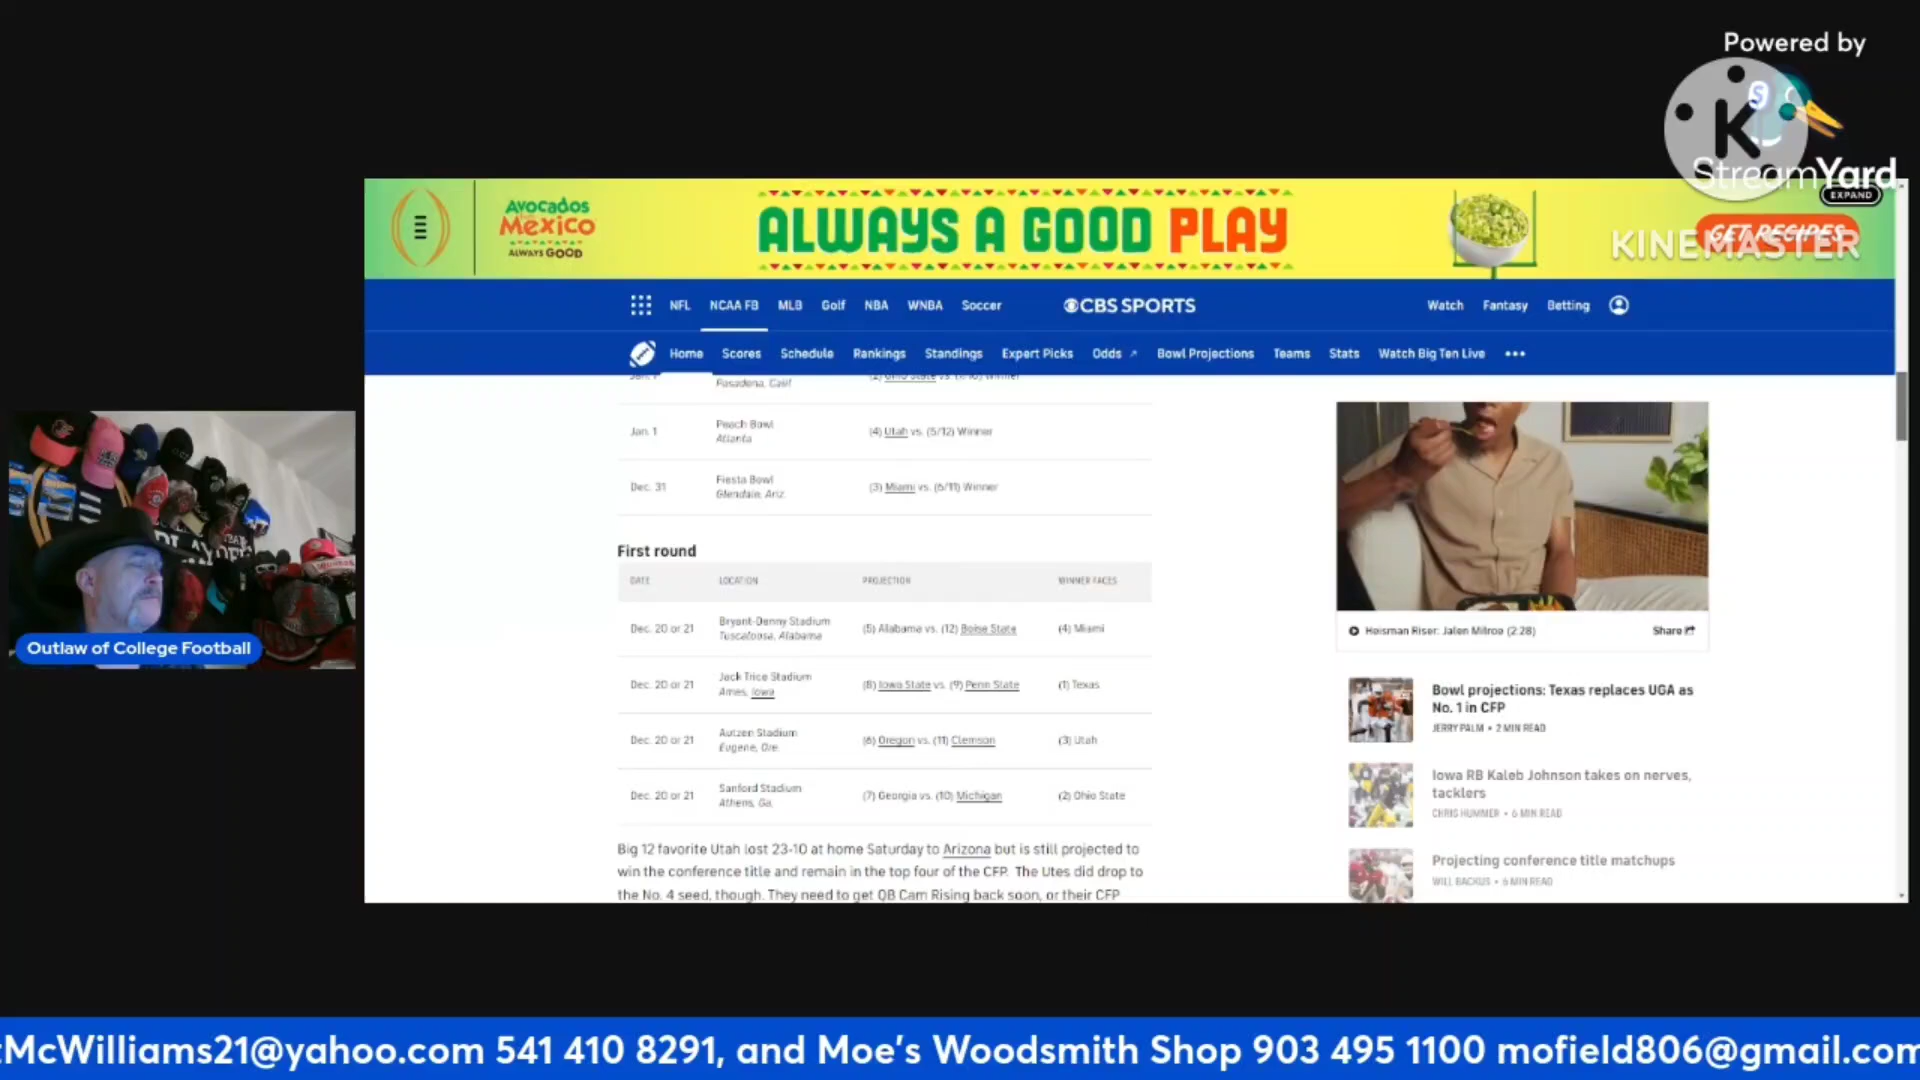 Powered by
K
StreamYard
EXPAND
AVOCADOS
MEXICO
ALWAYS GOOD
ALWAYS A GOOD PLAY
GET RECIPES
KINEMASTER
NFL NCAA FB MLB Golf NBA WNBA Soccer
CBS SPORTS
Watch Fantasy Betting
Home Scores Schedule Rankings Standings Expert Picks Odds Bowl Projections Teams Stats Watch Big Ten Live
Pasadena, Calif
Jan. 1 Peach Bowl (4) Utah vs. (5/12) Winner
Atlanta
Dec. 31 Fiesta Bowl (3) Miami vs. (6/11) Winner
Glendale, Ariz.
First round
DATE LOCATION PROJECTION WINNER FACES
Dec. 20 or 21 Bryant-Denny Stadium (5) Alabama vs. (12) Boise State (4) Miami
Tuscaloosa, Alabama
Dec. 20 or 21 Jack Trice Stadium (8) Iowa State vs. (9) Penn State (1) Texas
Ames, Iowa
Dec. 20 or 21 Autzen Stadium (6) Oregon vs. (11) Clemson (3) Utah
Eugene, Ore.
Dec. 20 or 21 Sanford Stadium (7) Georgia vs. (10) Michigan (2) Ohio State
Athens, Ga.
Big 12 favorite Utah lost 23-10 at home Saturday to Arizona but is still projected to
win the conference title and remain in the top four of the CFP. The Utes did drop to
the No. 4 seed, though. They need to get QB Cam Rising back soon, or their CFP
Heisman Riser: Jalen Milroe (2:28) Share
Bowl projections: Texas replaces UGA as
No. 1 in CFP
JERRY PALM • 2 MIN READ
Iowa RB Kaleb Johnson takes on nerves,
tacklers
CHRIS HUMMER • 6 MIN READ
Projecting conference title matchups
WILL BACKUS • 6 MIN READ
Outlaw of College Football
McWilliams21@yahoo.com 541 410 8291, and Moe's Woodsmith Shop 903 495 1100 mofield806@gmail.com